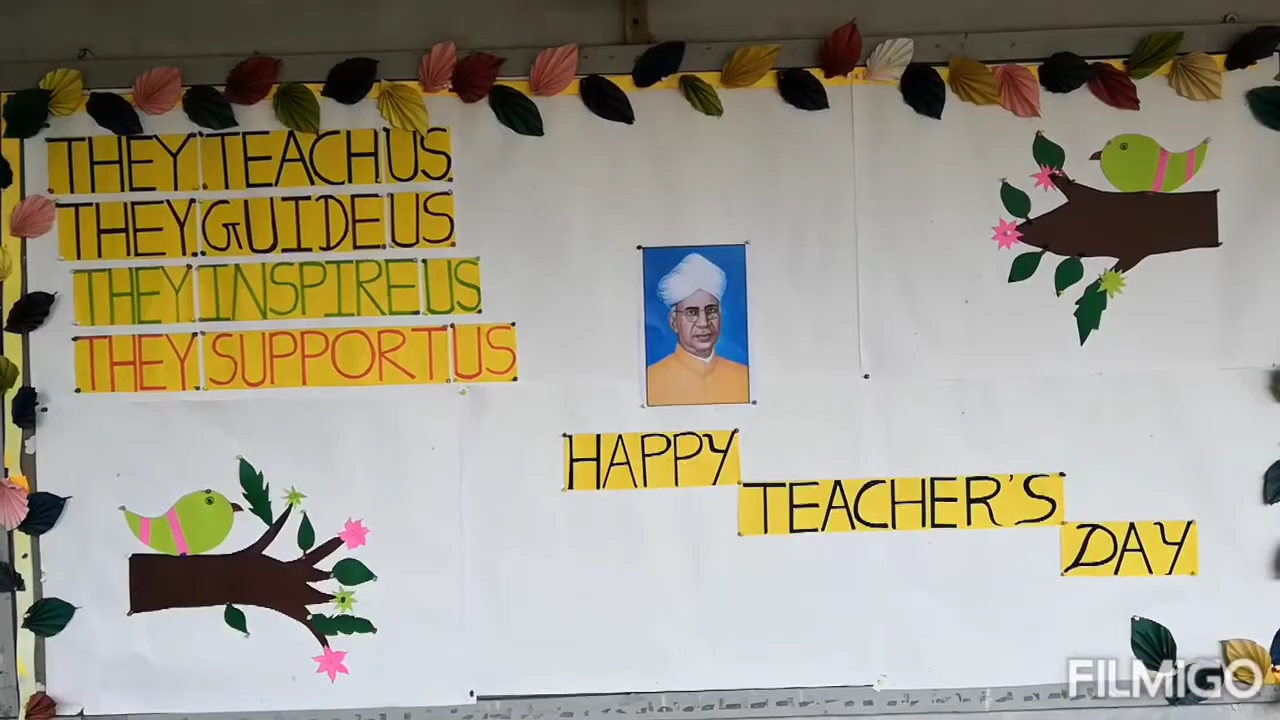 THEY TEACH US
THEY GUIDE US
THEY INSPIRE US
THEY SUPPORT US
HAPPY
TEACHER'S
DAY
FILMIGO